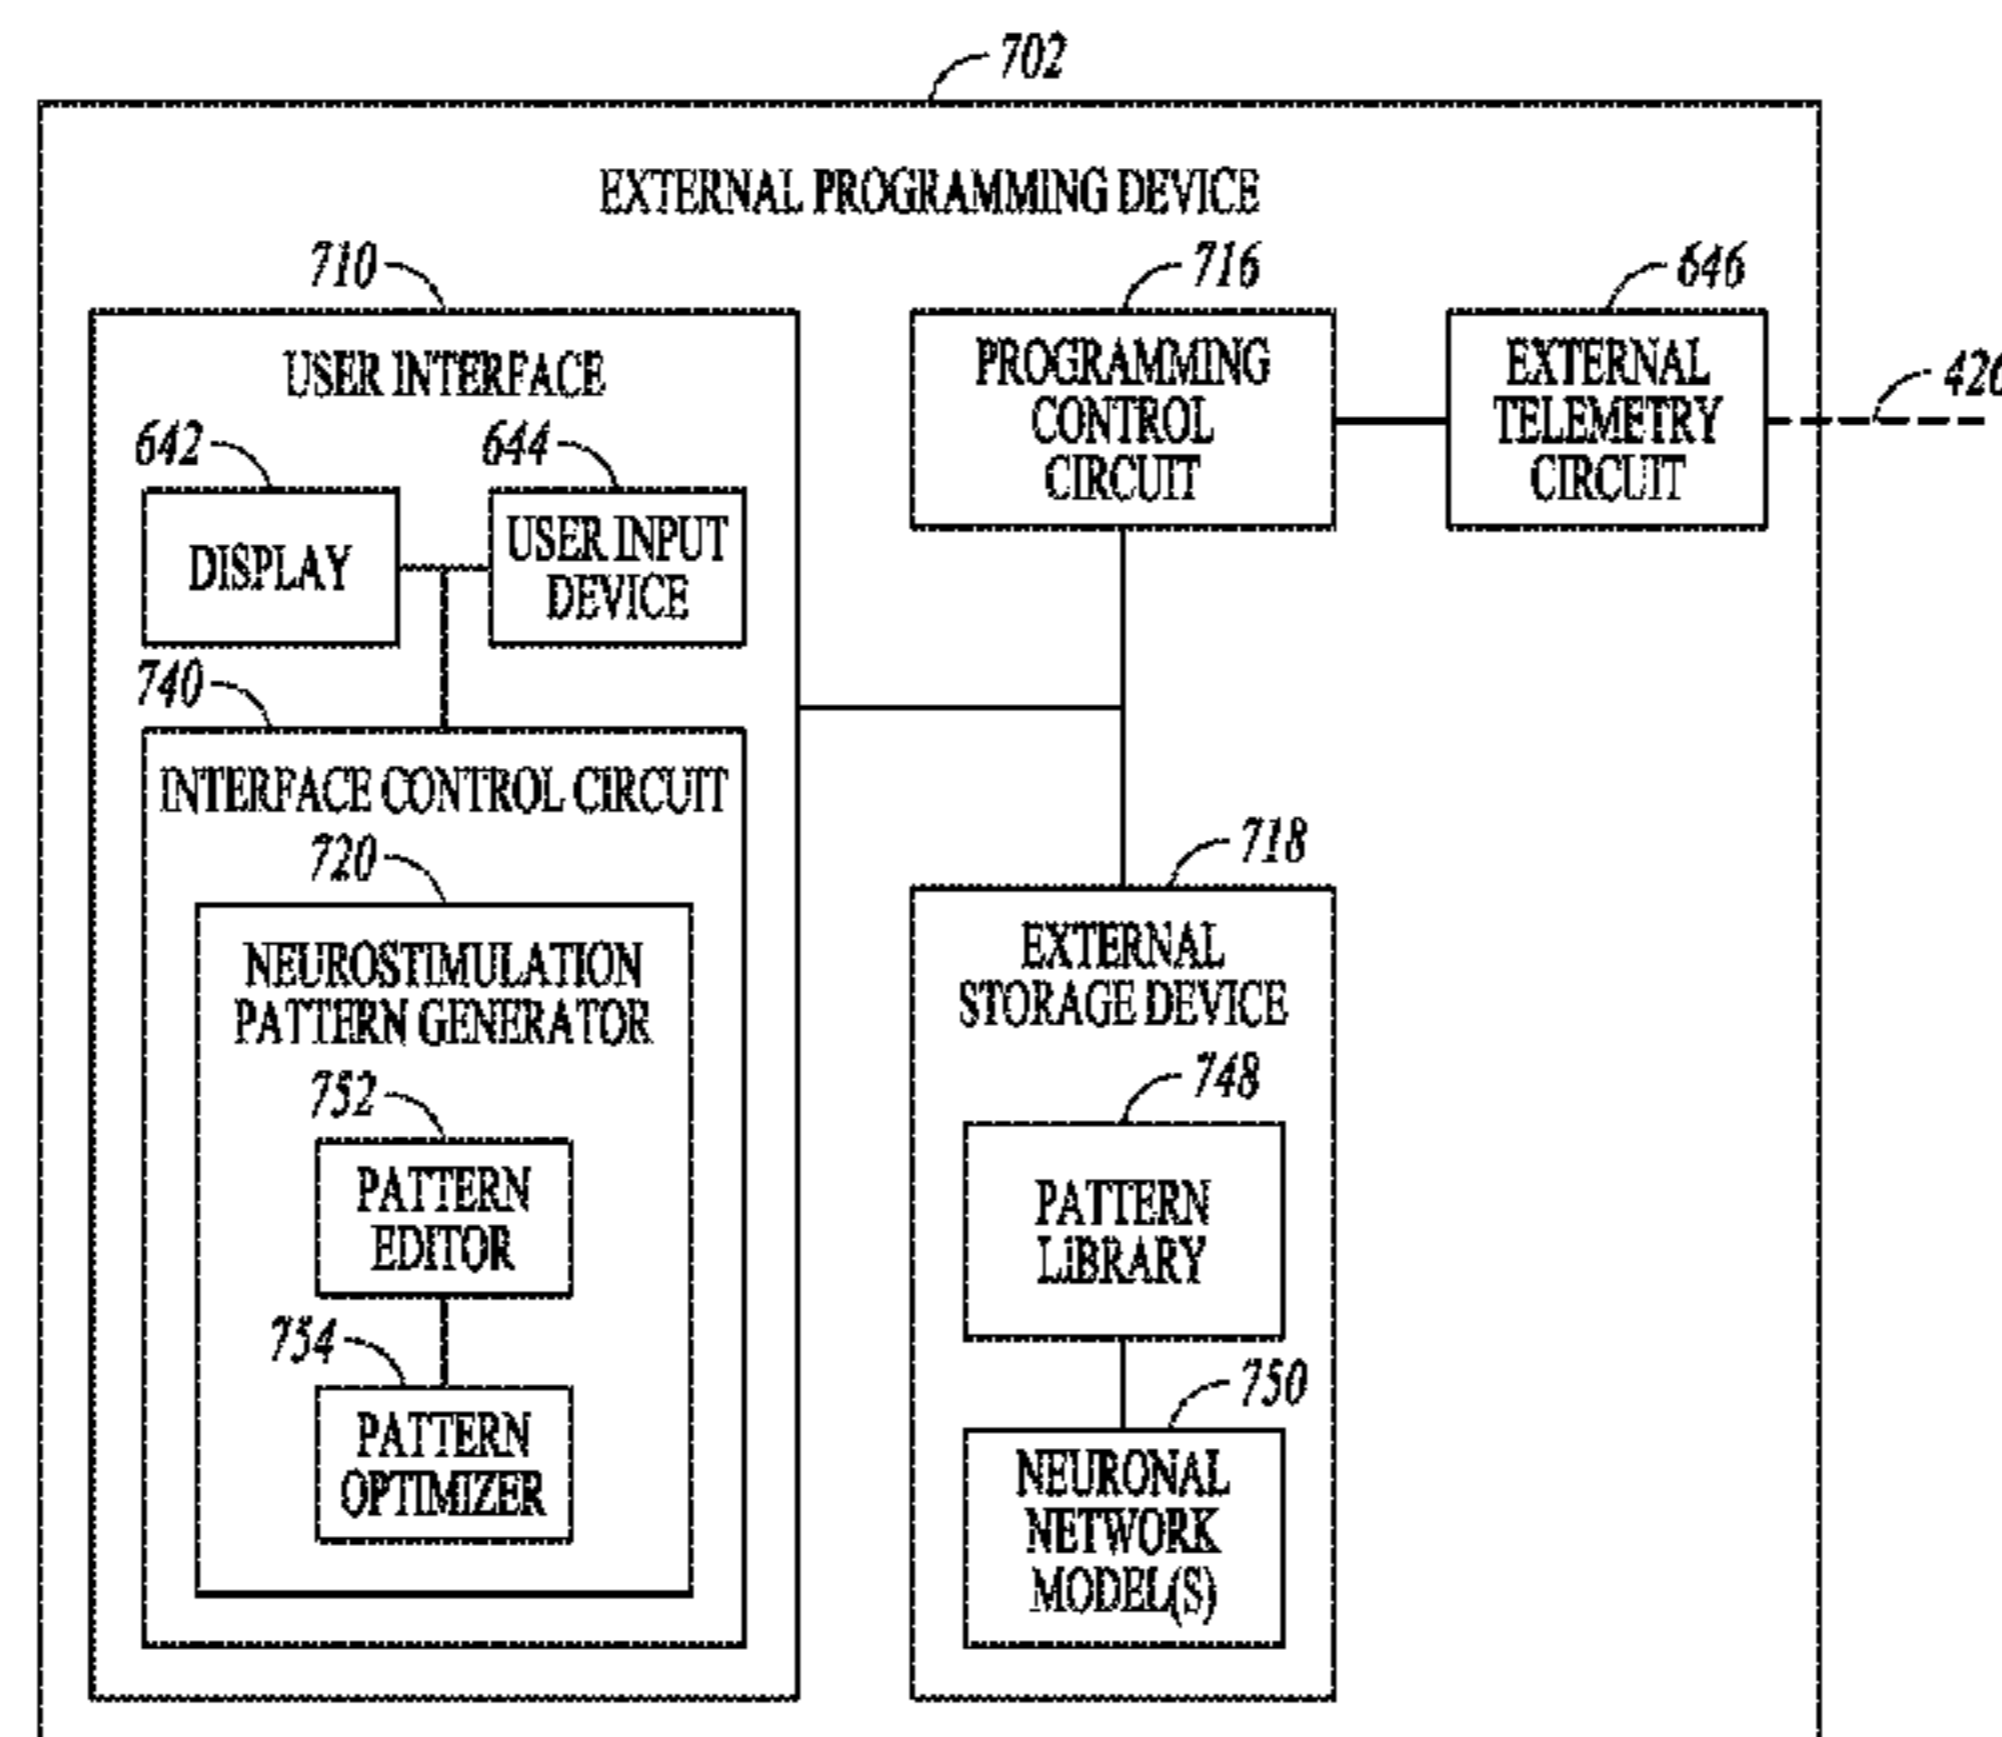 702
EXTERNAL PROGRAMMING DEVICE
710
USER INTERFACE
642
DISPLAY
644
USER INPUT
DEVICE
740
INTERFACE CONTROL CIRCUIT
720
NEUROSTIMULATION
PATTERN GENERATOR
752
PATTERN
EDITOR
754
PATTERN
OPTIMIZER
716
PROGRAMMING
CONTROL
CIRCUIT
646
EXTERNAL
TELEMETRY
CIRCUIT
426
718
EXTERNAL
STORAGE DEVICE
748
PATTERN
LIBRARY
750
NEURONAL
NETWORK
MODEL(S)